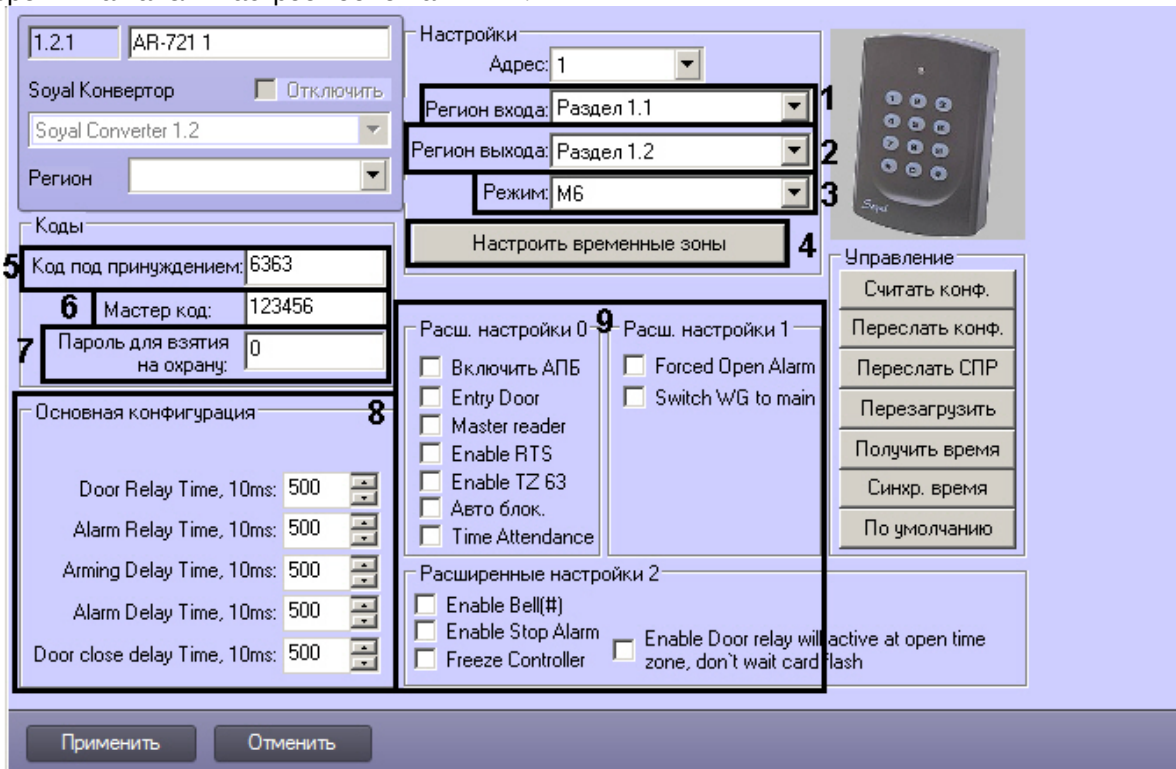 1.2.1
AR-721 1
Soyal Конвертор
Отключить
Soyal Converter 1.2
Регион
Настройки
Адрес: 1
Регион входа: Раздел 1.1
1
Регион выхода: Раздел 1.2
2
Режим: M6
3
Настроить временные зоны
4
Soyal
Коды
5
Код под принуждением: 6363
6
Мастер код: 123456
7
Пароль для взятия
на охрану: 0
Основная конфигурация
8
Door Relay Time, 10ms: 500
Alarm Relay Time, 10ms: 500
Arming Delay Time, 10ms: 500
Alarm Delay Time, 10ms: 500
Door close delay Time, 10ms: 500
9
Расш. настройки 0
Включить АПБ
Entry Door
Master reader
Enable RTS
Enable TZ 63
Авто блок.
Time Attendance
Расш. настройки 1
Forced Open Alarm
Switch WG to main
Расширенные настройки 2
Enable Bell(#)
Enable Stop Alarm
Freeze Controller
Enable Door relay will active at open time
zone, don`t wait card flash
Управление
Считать конф.
Переслать конф.
Переслать СПР
Перезагрузить
Получить время
Синхр. время
По умолчанию
Применить
Отменить